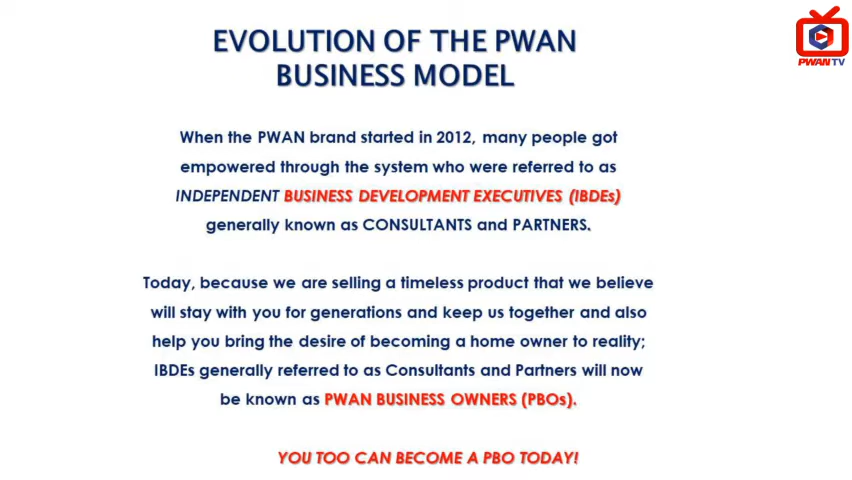 EVOLUTION OF THE PWAN
BUSINESS MODEL
PWANTV
When the PWAN brand started in 2012, many people got
empowered through the system who were referred to as
INDEPENDENT BUSINESS DEVELOPMENT EXECUTIVES (IBDEs)
generally known as CONSULTANTS and PARTNERS.
Today, because we are selling a timeless product that we believe
will stay with you for generations and keep us together and also
help you bring the desire of becoming a home owner to reality;
IBDEs generally referred to as Consultants and Partners will now
be known as PWAN BUSINESS OWNERS (PBOs).
YOU TOO CAN BECOME A PBO TODAY!